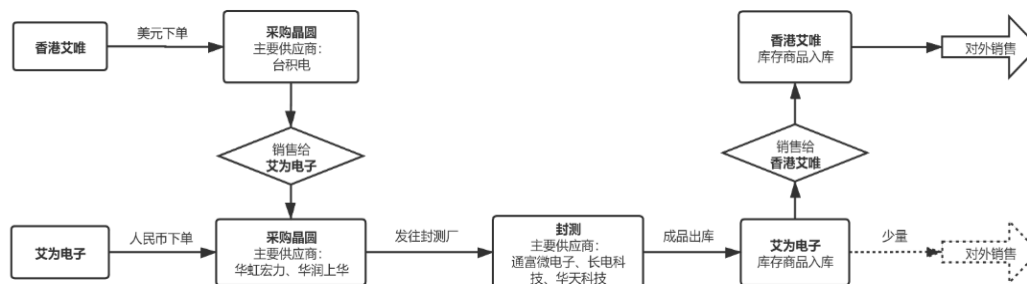 香港艾唯
美元下单
采购晶圆
主要供应商：
台积电
销售给
艾为电子
艾为电子
人民币下单
采购晶圆
主要供应商：
华虹宏力、华润上华
发往封测厂
封测
主要供应商：
通富微电子、长电科
技、华天科技
成品出库
艾为电子
库存商品入库
少量
对外销售
销售给
香港艾唯
香港艾唯
库存商品入库
对外销售